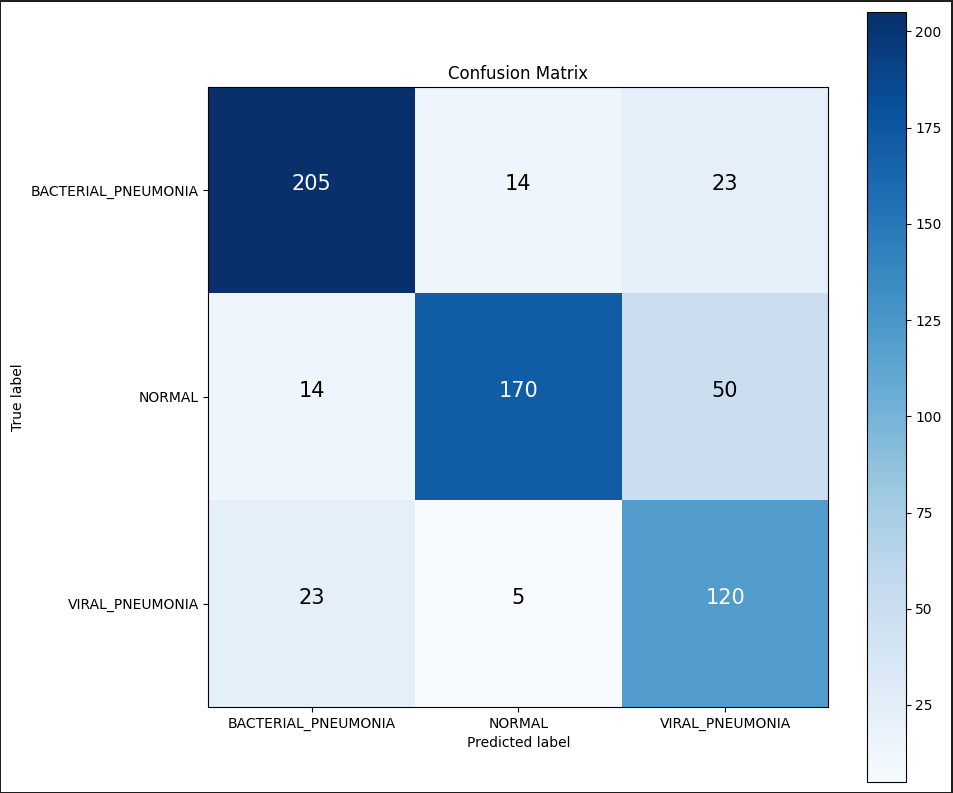 Confusion Matrix
200
175
150
125
100
75
50
25
True label
BACTERIAL_PNEUMONIA
205
14
23
NORMAL
14
170
50
VIRAL_PNEUMONIA
23
5
120
BACTERIAL_PNEUMONIA
NORMAL
VIRAL_PNEUMONIA
Predicted label